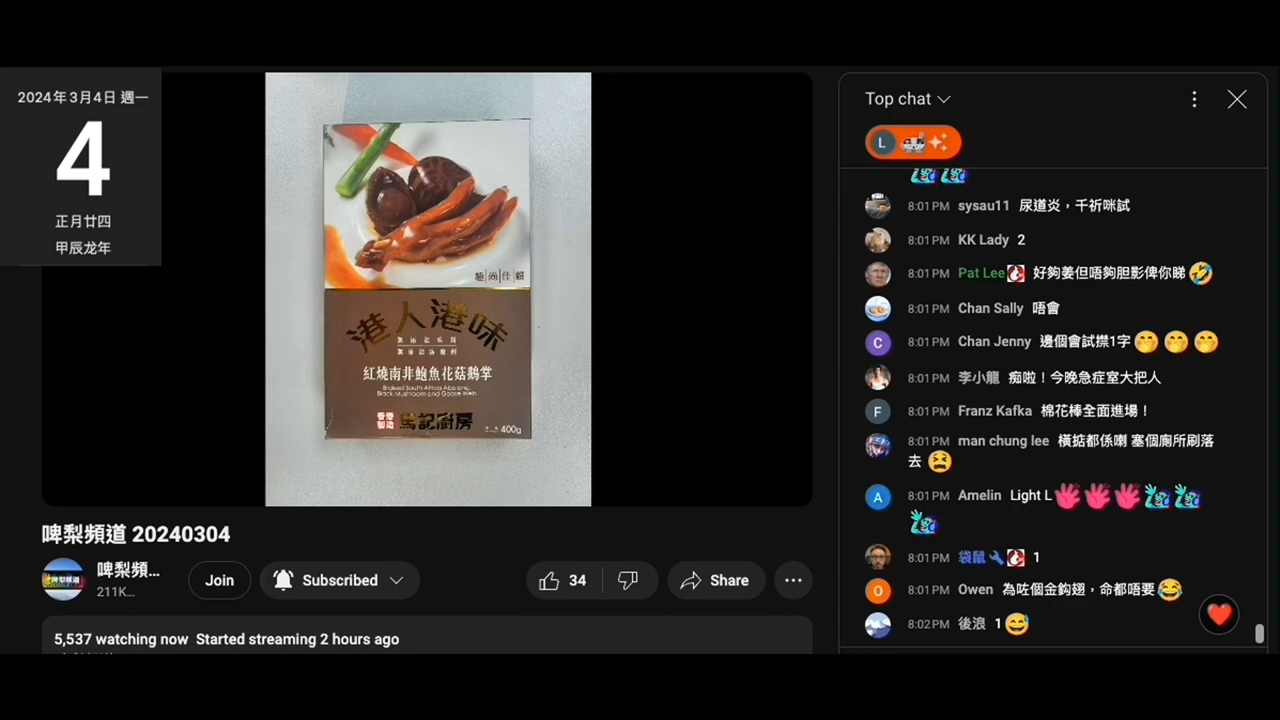 2024年3月4日 週一
4
正月廿四
甲辰龙年
港人港味
紅燒南非鮑魚花菇鵝掌
Braised South Africa Abalone,
Black Mushroom and Goose Web
香港
製造
篤記廚房
400g
啤梨頻道 20240304
啤梨頻...
211K...
Join
Subscribed
34
Share
5,537 watching now Started streaming 2 hours ago
Top chat
L
8:01 PM sysau11 尿道炎，千祈咪試
8:01 PM KK Lady 2
8:01 PM Pat Lee 好夠姜但唔夠胆影俾你睇
8:01 PM Chan Sally 唔會
C 8:01 PM Chan Jenny 邊個會試㩒1字
8:01 PM 李小龍 痴啦！今晚急症室大把人
F 8:01 PM Franz Kafka 棉花棒全面進場！
8:01 PM man chung lee 橫掂都係喇 塞個廁所刷落
去
A 8:01 PM Amelin Light L
8:01 PM 袋鼠 1
O 8:01 PM Owen 為咗個金鈎翅，命都唔要
8:02 PM 後浪 1